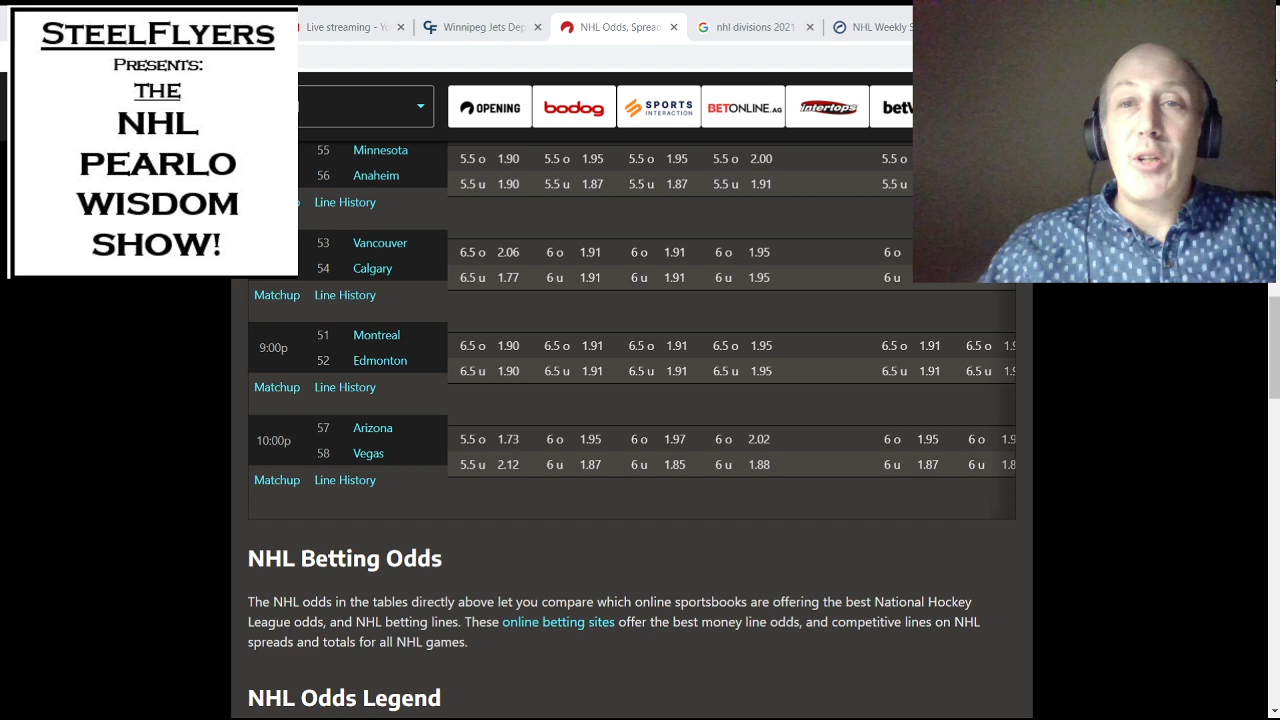 SteelFlyers
Presents:
THE
NHL
PEARLO
WISDOM
SHOW!
Live streaming - Yo
Winnipeg Jets Dep
NHL Odds, Spread
nhl divisions 2021
NHL Weekly S
OPENING
bodog
SPORTS INTERACTION
BETONLINE.AG
intertops
55 Minnesota 5.5 o 1.90 5.5 o 1.95 5.5 o 1.95 5.5 o 2.00 5.5 o
56 Anaheim 5.5 u 1.90 5.5 u 1.87 5.5 u 1.87 5.5 u 1.91 5.5 u
Line History
53 Vancouver 6.5 o 2.06 6 o 1.91 6 o 1.91 6 o 1.95 6 o
54 Calgary 6.5 u 1.77 6 u 1.91 6 u 1.91 6 u 1.95 6 u
Matchup Line History
9:00p
51 Montreal 6.5 o 1.90 6.5 o 1.91 6.5 o 1.91 6.5 o 1.95 6.5 o 1.91 6.5 o
52 Edmonton 6.5 u 1.90 6.5 u 1.91 6.5 u 1.91 6.5 u 1.95 6.5 u 1.91 6.5 u
Matchup Line History
10:00p
57 Arizona 5.5 o 1.73 6 o 1.95 6 o 1.97 6 o 2.02 6 o 1.95 6 o
58 Vegas 5.5 u 2.12 6 u 1.87 6 u 1.85 6 u 1.88 6 u 1.87 6 u
Matchup Line History
NHL Betting Odds
The NHL odds in the tables directly above let you compare which online sportsbooks are offering the best National Hockey
League odds, and NHL betting lines. These online betting sites offer the best money line odds, and competitive lines on NHL
spreads and totals for all NHL games.
NHL Odds Legend